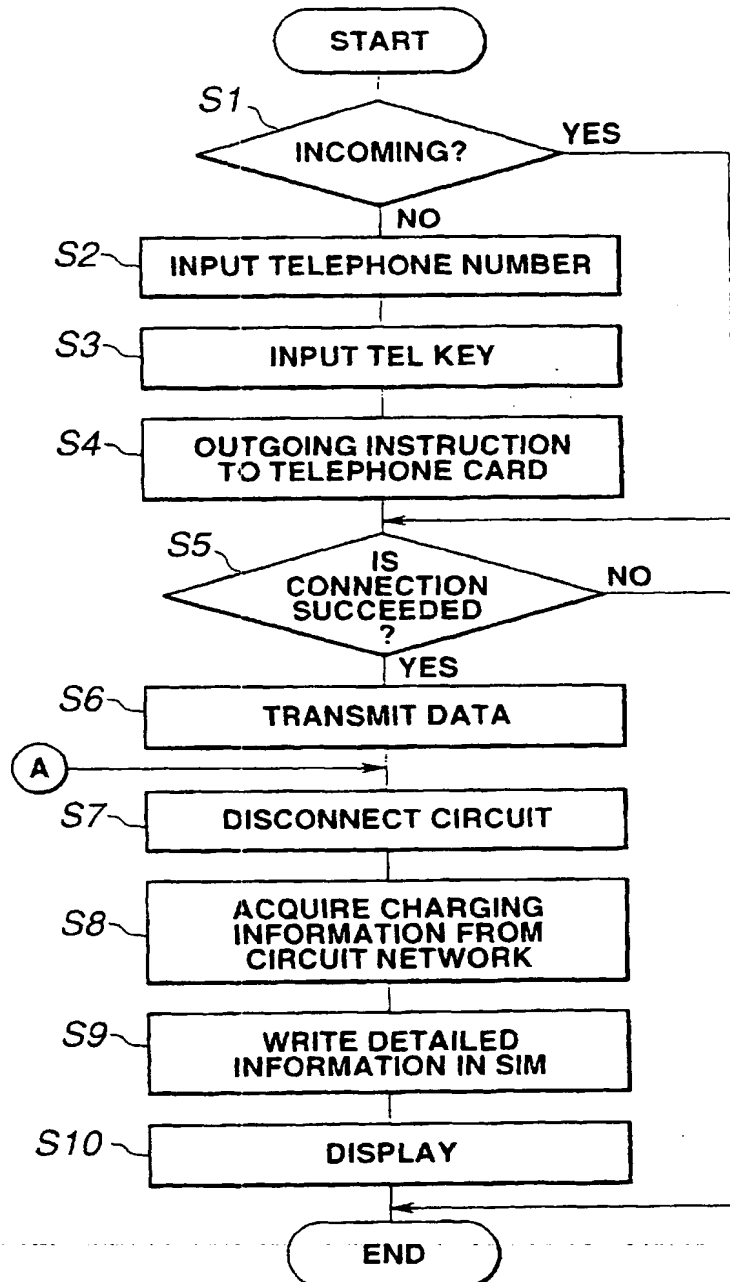 START
S1
INCOMING?
YES
NO
S2
INPUT TELEPHONE NUMBER
S3
INPUT TEL KEY
S4
OUTGOING INSTRUCTION
TO TELEPHONE CARD
S5
IS
CONNECTION
SUCCEEDED
?
NO
YES
S6
TRANSMIT DATA
A
S7
DISCONNECT CIRCUIT
S8
ACQUIRE CHARGING
INFORMATION FROM
CIRCUIT NETWORK
S9
WRITE DETAILED
INFORMATION IN SIM
S10
DISPLAY
END